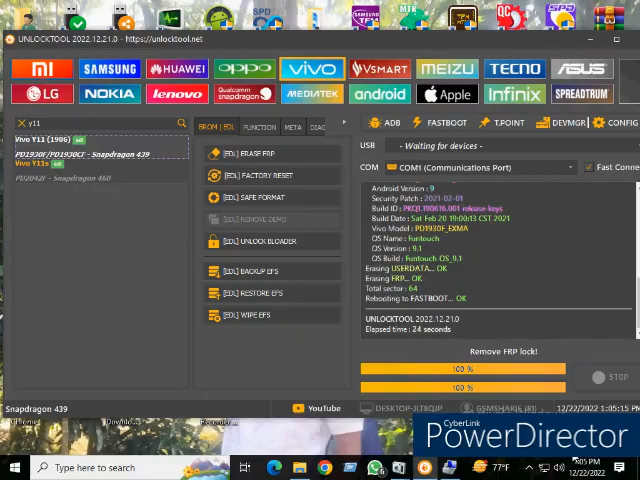 UNLOCKTOOL 2022.12.21.0 - https://unlocktool.net
MI SAMSUNG HUAWEI oppo vivo VSMART MEIZU TECNO ASUS
LG NOKIA lenovo Qualcomm snapdragon MEDIATEK android Apple Infinix SPREADTRUM
y11
BROM | EDL FUNCTION META DIAG
ADB FASTBOOT T.POINT DEVMGR CONFIG
Vivo Y11 (1906)
PD1930F/PD1930CF - Snapdragon 439
Vivo Y11s
PD2042F - Snapdragon 460
[EDL] ERASE FRP
[EDL] FACTORY RESET
[EDL] SAFE FORMAT
[EDL] REMOVE DEMO
[EDL] UNLOCK BLOADER
[EDL] BACKUP EFS
[EDL] RESTORE EFS
[EDL] WIPE EFS
USB - Waiting for devices -
COM COM1 (Communications Port) Fast Conne
Android Version : 9
Security Patch : 2021-02-01
Build ID : PKQ1.190616.001 release-keys
Build Date : Sat Feb 20 19:00:13 CST 2021
Vivo Model : PD1930F_EXMA
OS Name : Funtouch
OS Version : 9.1
OS Build : Funtouch OS_9.1
Erasing USERDATA... OK
Erasing FRP... OK
Total sector : 64
Rebooting to FASTBOOT... OK
UNLOCKTOOL 2022.12.21.0
Elapsed time : 24 seconds
Remove FRP lock!
100 %
100 %
STOP
Snapdragon 439
YouTube
DESKTOP-JLT8QJP
12/22/2022 1:05:15 PM
CyberLink
PowerDirector
Type here to search
77°F
1:05 PM
12/22/2022